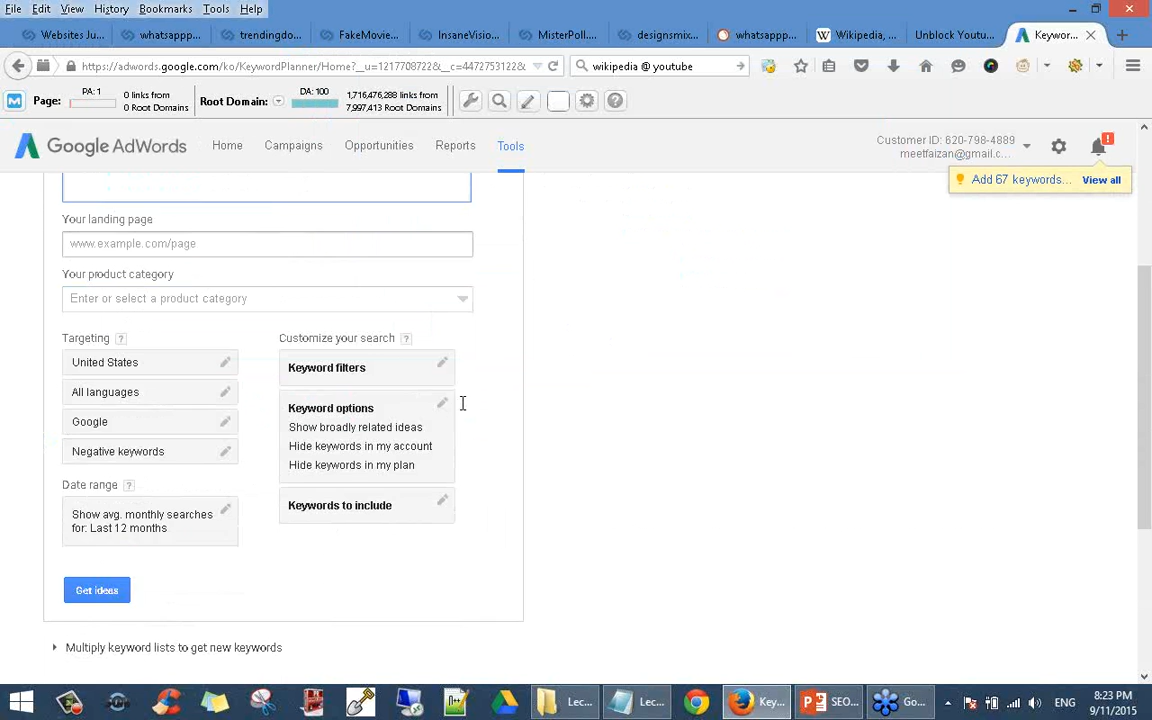 File Edit View History Bookmarks Tools Help
Websites Ju... whatsappp... trendingdo... FakeMovie... InsaneVisio... MisterPoll.... designsmix... whatsappp... Wikipedia, ... Unblock Youtu... Keywor...
https://adwords.google.com/ko/KeywordPlanner/Home?__u=1217708722&__c=4472753122& wikipedia @ youtube
Page: PA: 1 0 links from 0 Root Domains Root Domain: DA: 100 1,716,476,288 links from 7,997,413 Root Domains
Google AdWords Home Campaigns Opportunities Reports Tools
Customer ID: 620-798-4889
meetfaizan@gmail.c...
Add 67 keywords... View all
Your landing page
www.example.com/page
Your product category
Enter or select a product category
Targeting ?
United States
All languages
Google
Negative keywords
Date range ?
Show avg. monthly searches
for: Last 12 months
Customize your search ?
Keyword filters
Keyword options
Show broadly related ideas
Hide keywords in my account
Hide keywords in my plan
Keywords to include
Get ideas
Multiply keyword lists to get new keywords
Lec... Lec... Key... SEO... Go... ENG
8:23 PM
9/11/2015